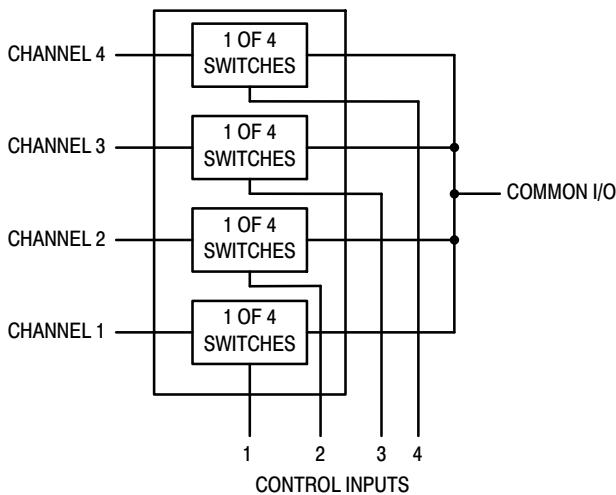 CHANNEL 4
1 OF 4
SWITCHES
CHANNEL 3
1 OF 4
SWITCHES
COMMON I/O
CHANNEL 2
1 OF 4
SWITCHES
CHANNEL 1
1 OF 4
SWITCHES
1 2 3 4
CONTROL INPUTS